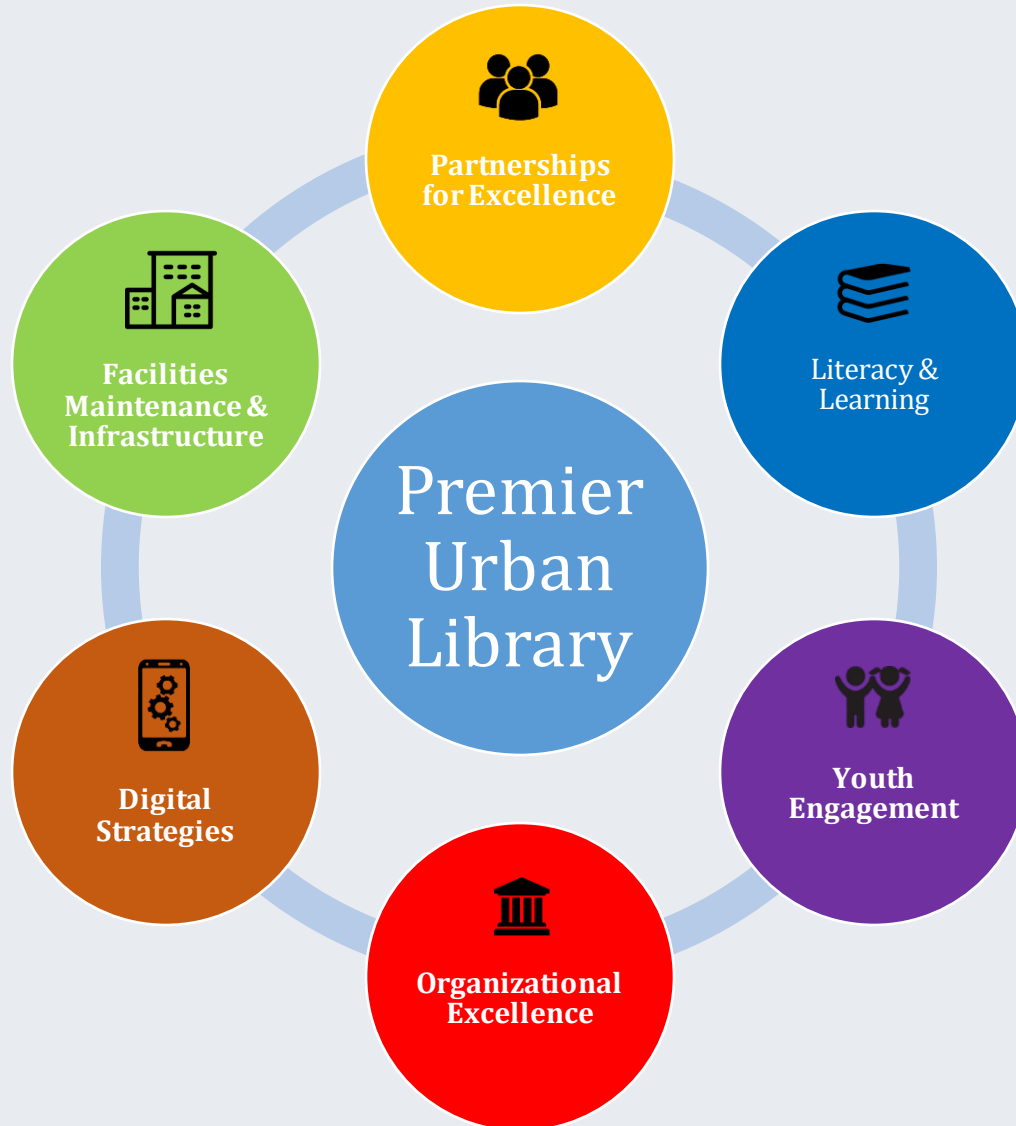 Partnerships
for Excellence
Literacy &
Learning
Youth
Engagement
Organizational
Excellence
Digital
Strategies
Facilities
Maintenance &
Infrastructure
Premier
Urban
Library